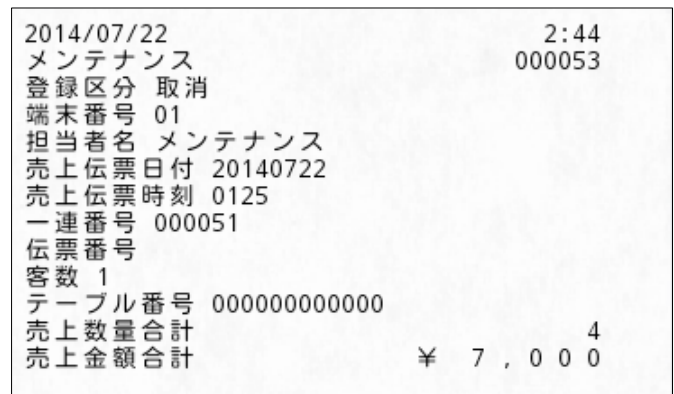 2014/07/22 2:44
メンテナンス 000053
登録区分 取消
端末番号 01
担当者名 メンテナンス
売上伝票日付 20140722
売上伝票時刻 0125
一連番号 000051
伝票番号
客数 1
テーブル番号 000000000000
売上数量合計 4
売上金額合計 ¥ 7,000